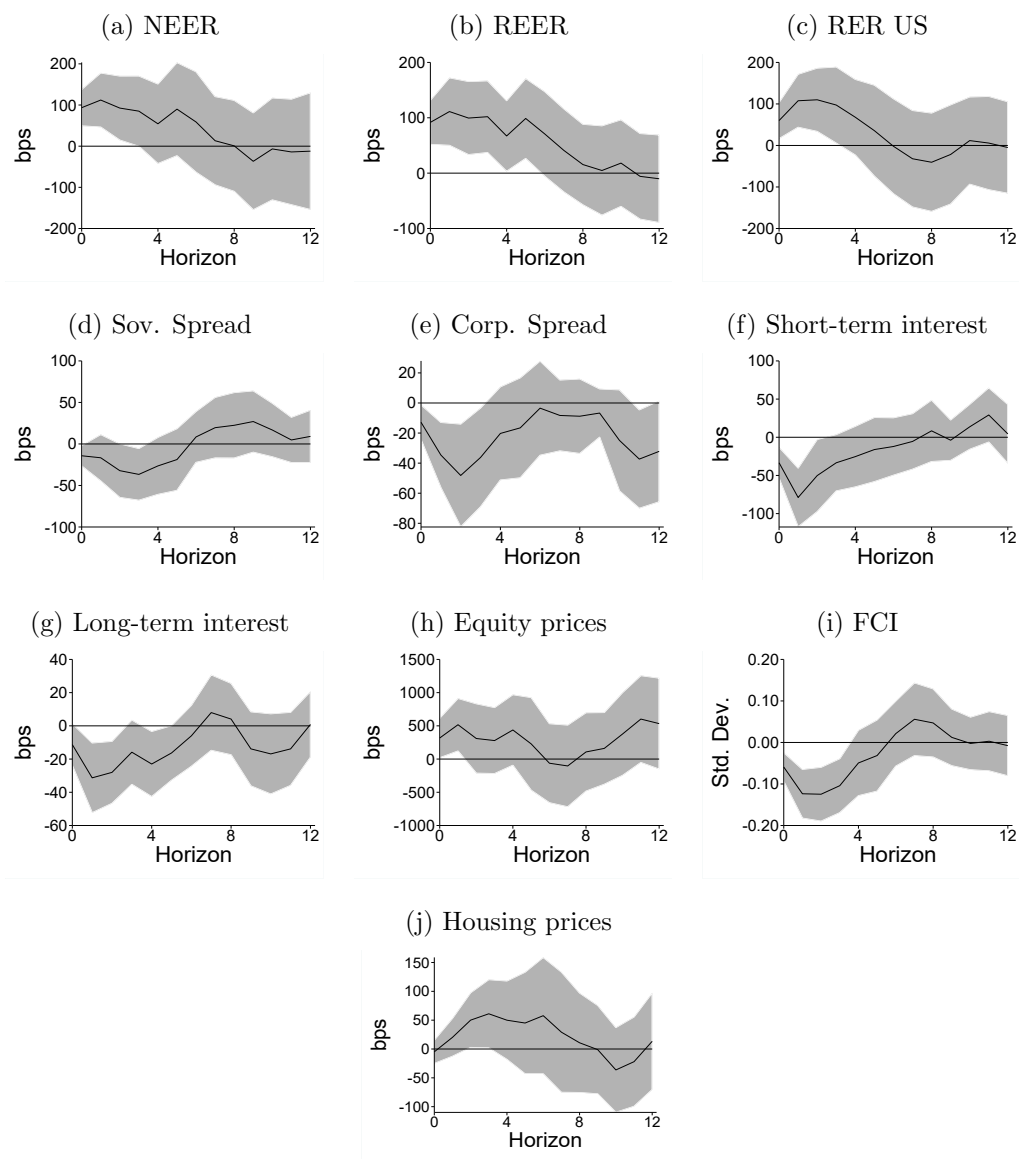 (a) NEER
(b) REER
(c) RER US
200
100
0
-100
-200
bps
0 4 8 12
Horizon
200
100
0
-100
bps
0 4 8 12
Horizon
200
100
0
-100
-200
bps
0 4 8 12
Horizon
(d) Sov. Spread
(e) Corp. Spread
(f) Short-term interest
100
50
0
-50
-100
bps
0 4 8 12
Horizon
20
0
-20
-40
-60
-80
bps
0 4 8 12
Horizon
100
50
0
-50
-100
bps
0 4 8 12
Horizon
(g) Long-term interest
(h) Equity prices
(i) FCI
40
20
0
-20
-40
-60
bps
0 4 8 12
Horizon
1500
1000
500
0
-500
-1000
bps
0 4 8 12
Horizon
0.20
0.10
0.00
-0.10
-0.20
Std. Dev.
0 4 8 12
Horizon
(j) Housing prices
150
100
50
0
-50
-100
bps
0 4 8 12
Horizon